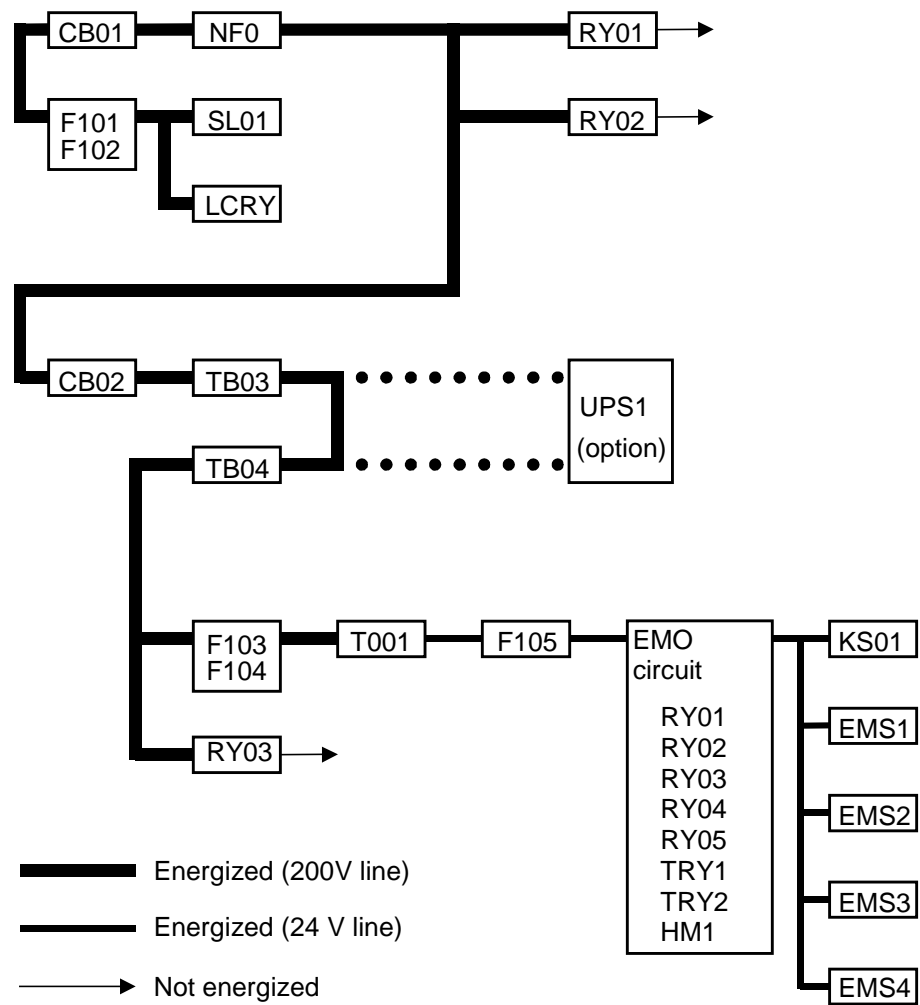 CB01
NF0
RY01
F101
F102
SL01
RY02
LCRY
CB02
TB03
UPS1
(option)
TB04
F103
F104
T001
F105
EMO
circuit
RY01
RY02
RY03
RY04
RY05
TRY1
TRY2
HM1
KS01
EMS1
EMS2
EMS3
EMS4
RY03
Energized (200V line)
Energized (24 V line)
Not energized